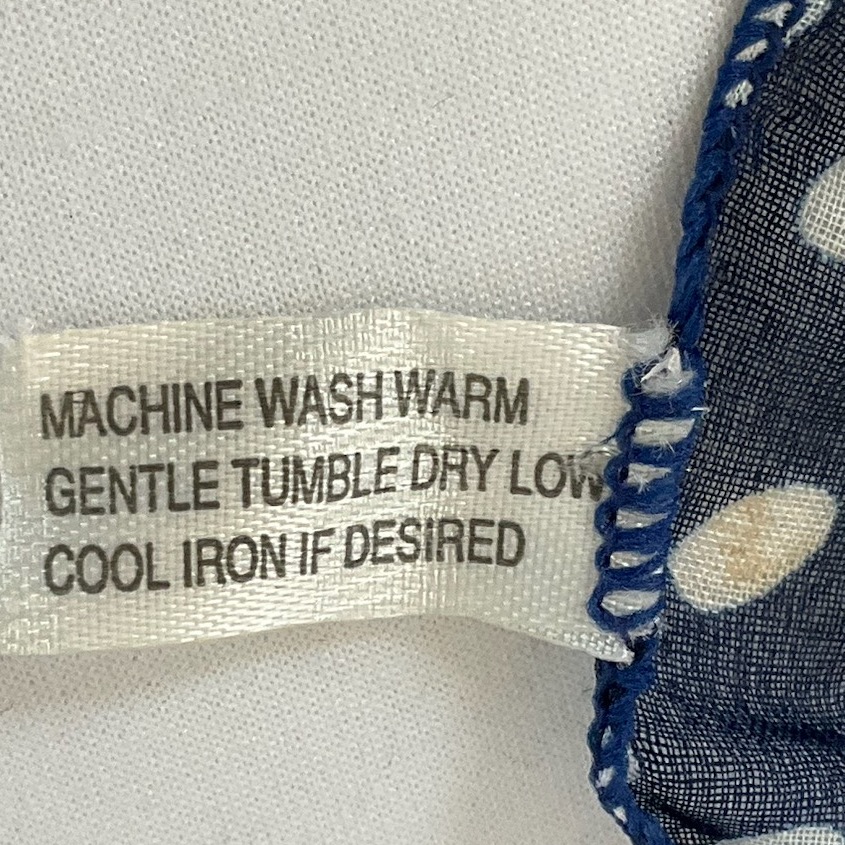 MACHINE WASH WARM
GENTLE TUMBLE DRY LOW
COOL IRON IF DESIRED